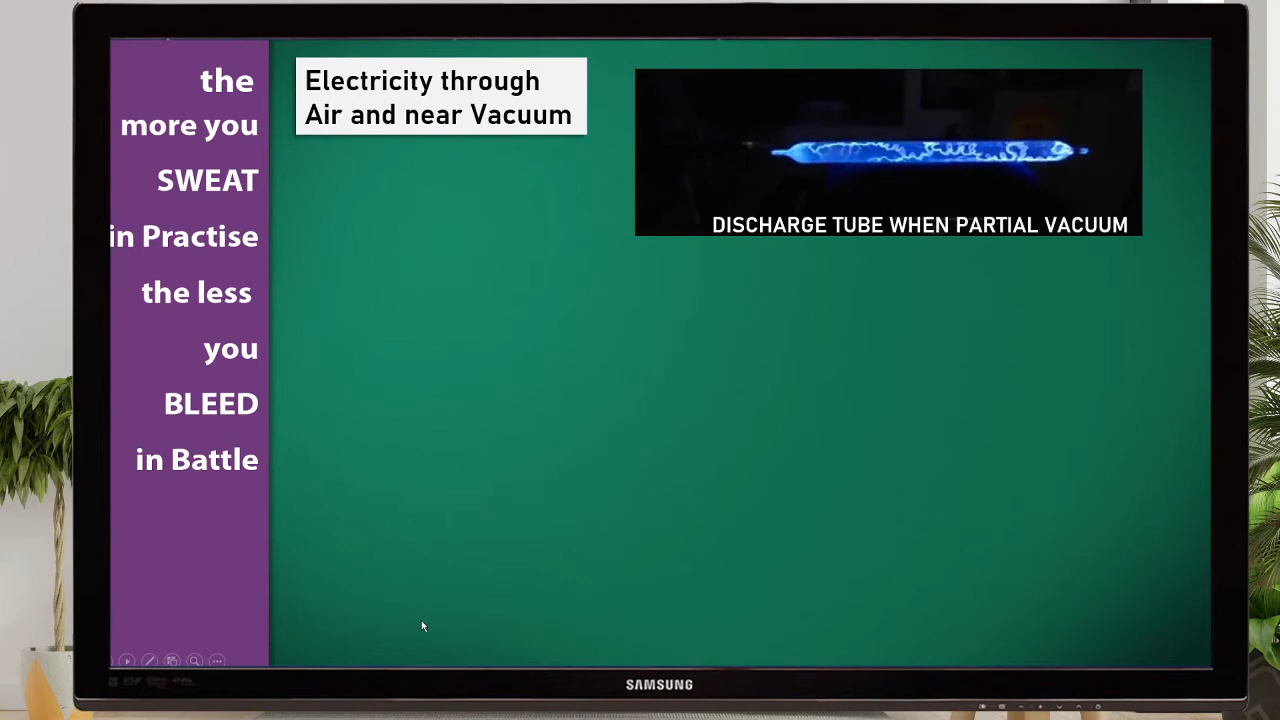 the
more you
SWEAT
in Practise
the less
you
BLEED
in Battle
Electricity through
Air and near Vacuum
DISCHARGE TUBE WHEN PARTIAL VACUUM
SAMSUNG